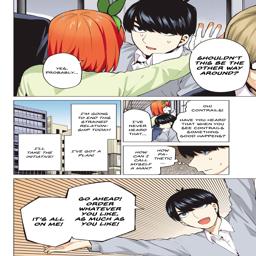 SHOULDN'T
THIS BE THE
OTHER WAY
AROUND?
YES,
PROBABLY...
OH!
CONTRAILS.
HAVE YOU HEARD
THAT WHEN YOU
SEE CONTRAILS
SOMETHING
GOOD HAPPENS?
I'VE
NEVER
HEARD
THAT...
I'M GOING
TO END THIS
STRAINED
RELATION-
SHIP TODAY!
I'VE GOT A
PLAN!
I'LL
TAKE THE
INITIATIVE!
HOW
PA-
THETIC
HOW
CAN I
CALL
MYSELF
A MAN?
GO AHEAD!
ORDER
WHATEVER
YOU LIKE,
AS MUCH AS
YOU LIKE!
IT'S ALL
ON ME!